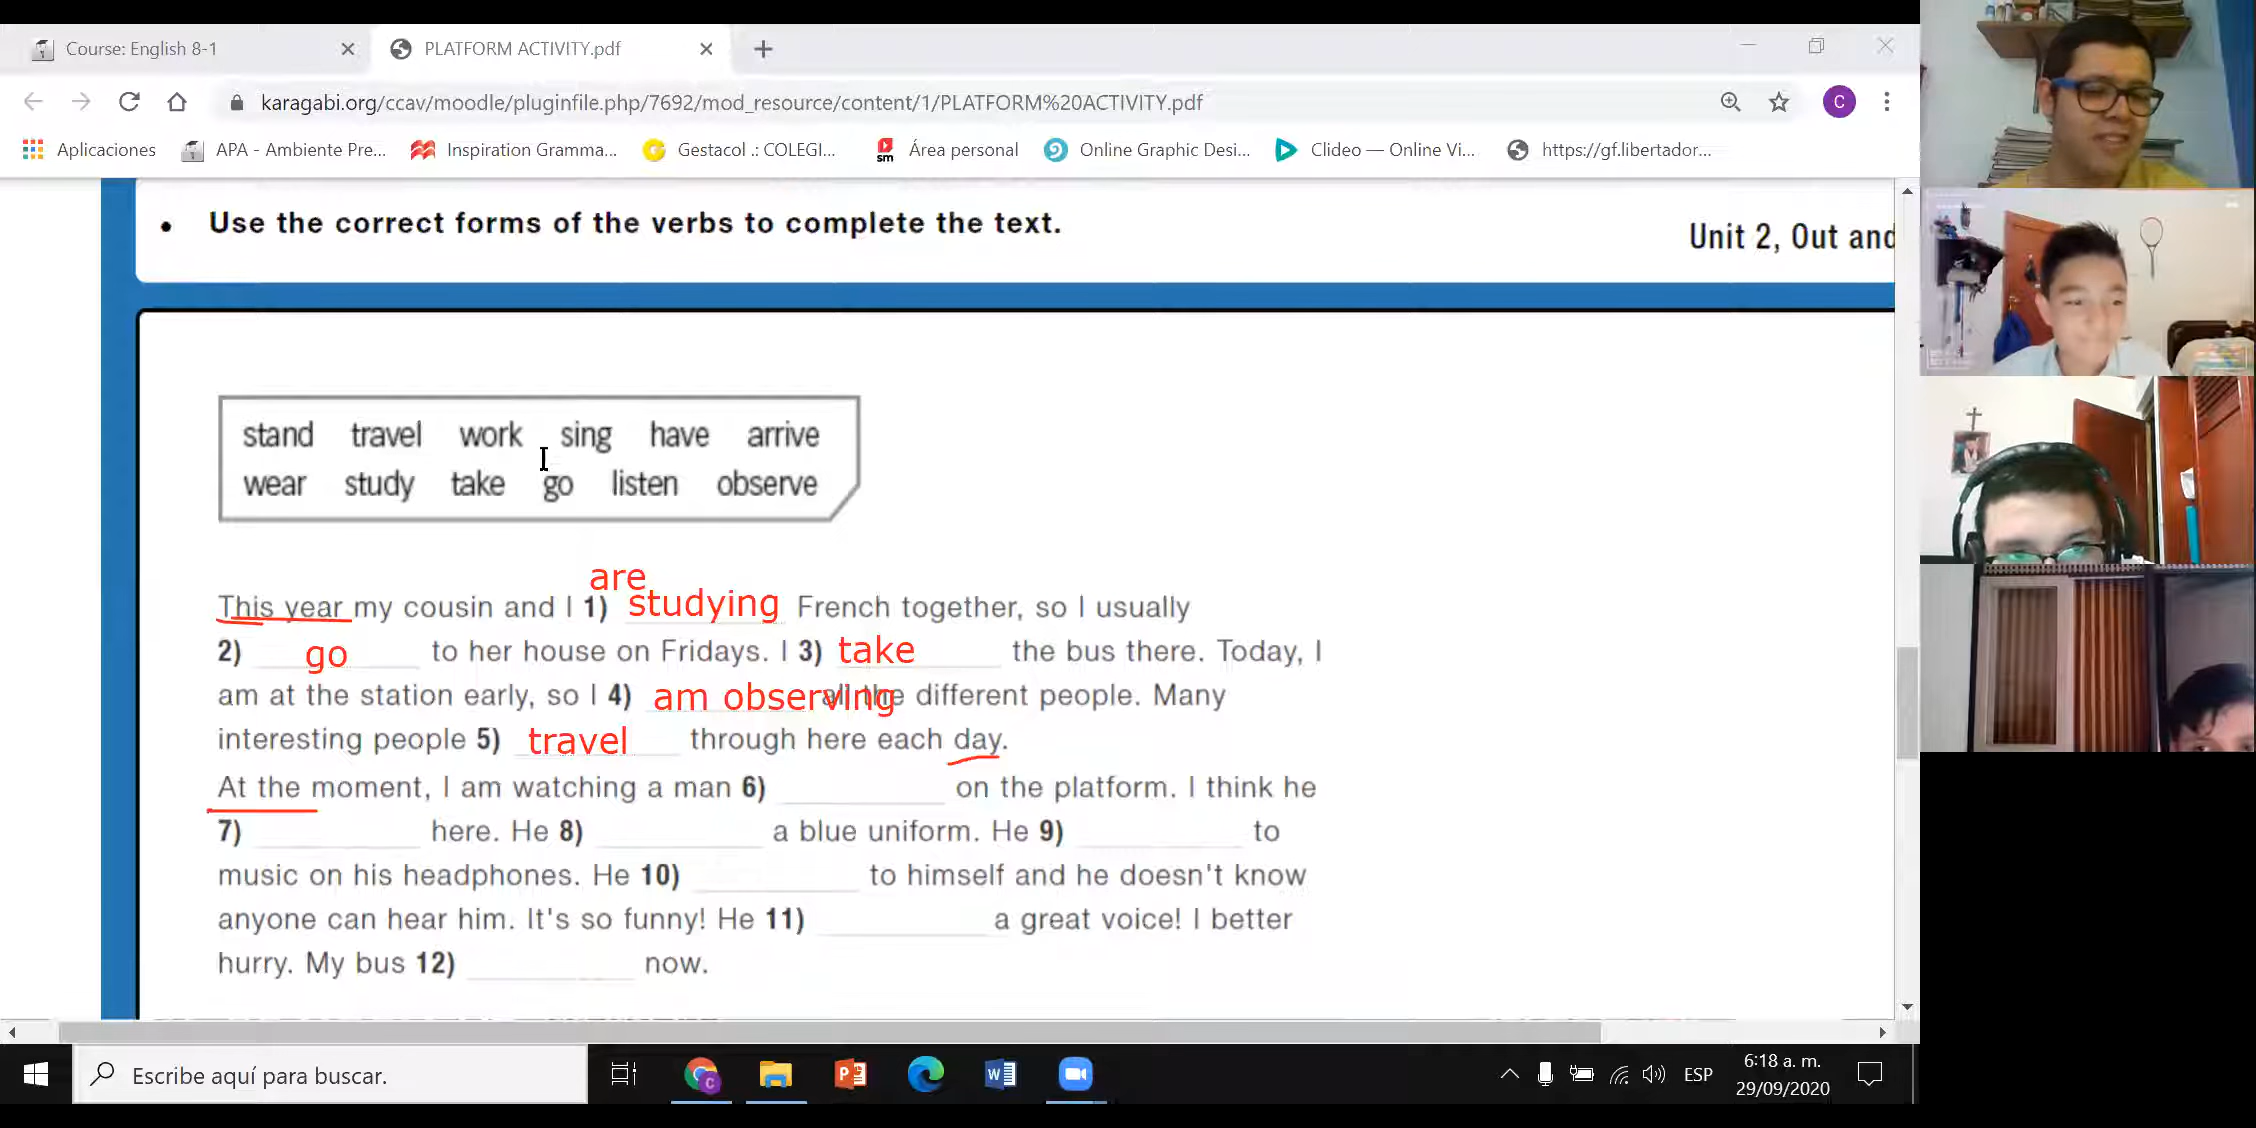 Course: English 8-1
PLATFORM ACTIVITY.pdf
karagabi.org/ccav/moodle/pluginfile.php/7692/mod_resource/content/1/PLATFORM%20ACTIVITY.pdf
C
Aplicaciones
APA - Ambiente Pre...
Inspiration Gramma...
Gestacol .: COLEGI...
sm
Área personal
Online Graphic Desi...
Clideo — Online Vi...
https://gf.libertador...
• Use the correct forms of the verbs to complete the text.
Unit 2, Out and
stand travel work sing have arrive
wear study take go listen observe
are
This year my cousin and I 1) studying French together, so I usually
2) go to her house on Fridays. I 3) take the bus there. Today, I
am at the station early, so I 4) am observing all the different people. Many
interesting people 5) travel through here each day.
At the moment, I am watching a man 6) on the platform. I think he
7) here. He 8) a blue uniform. He 9) to
music on his headphones. He 10) to himself and he doesn't know
anyone can hear him. It's so funny! He 11) a great voice! I better
hurry. My bus 12) now.
Escribe aquí para buscar.
ESP
6:18 a. m.
29/09/2020